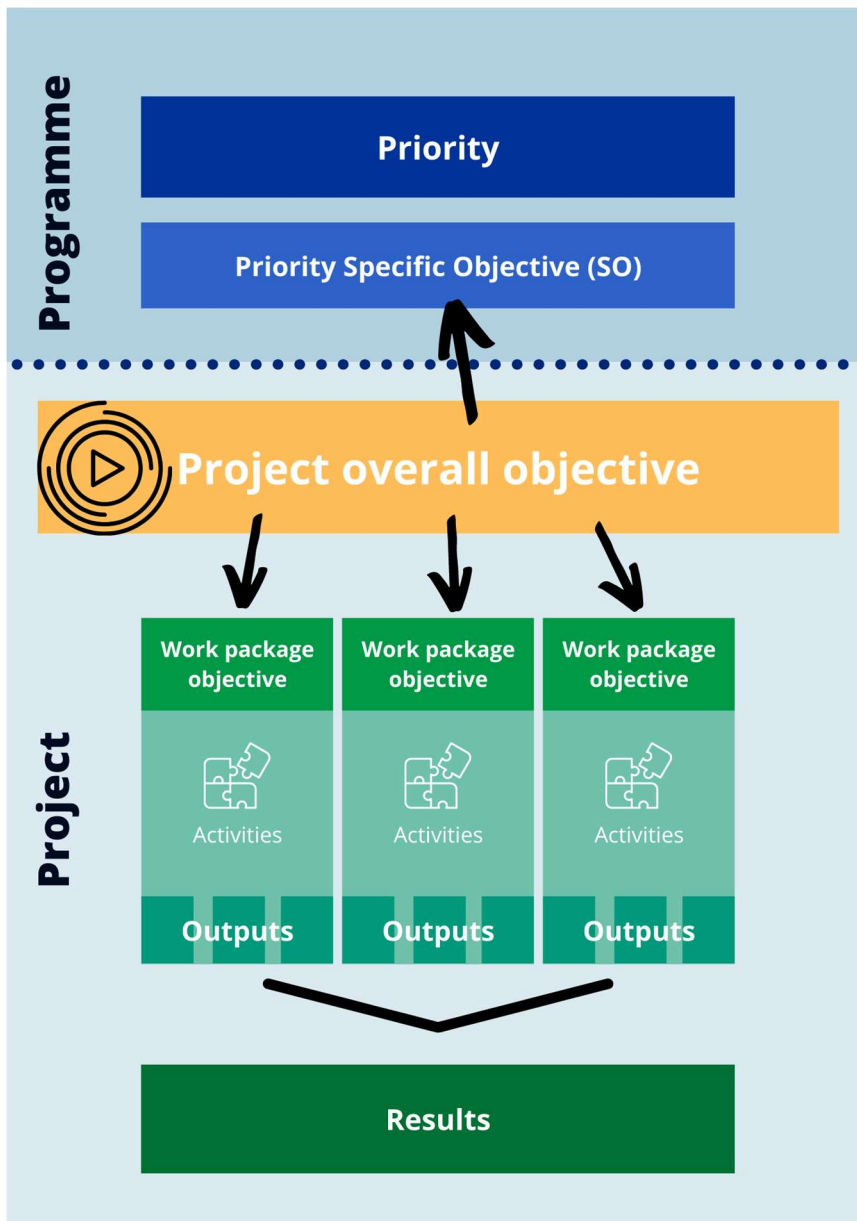 Programme
Priority
Priority Specific Objective (SO)
Project overall objective
Project
Work package
objective
Work package
objective
Work package
objective
Activities
Activities
Activities
Outputs
Outputs
Outputs
Results